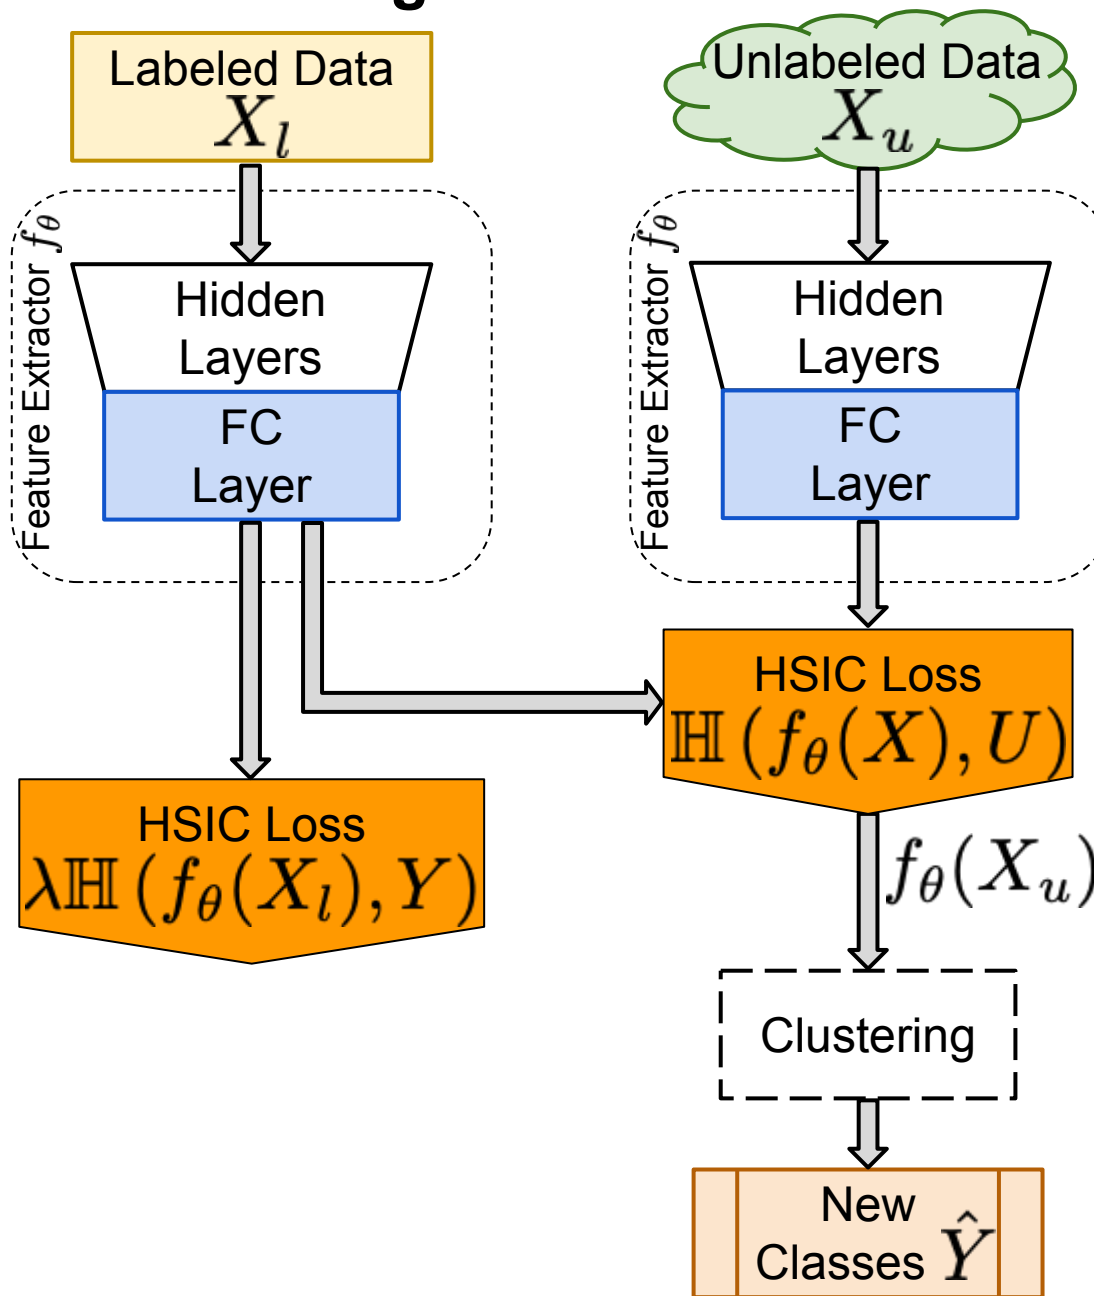 Labeled Data
X_l
Unlabeled Data
X_u
Feature Extractor f_θ
Hidden
Layers
FC
Layer
Feature Extractor f_θ
Hidden
Layers
FC
Layer
HSIC Loss
ℍ (f_θ(X), U)
HSIC Loss
λℍ (f_θ(X_l), Y)
f_θ(X_u)
Clustering
New
Classes Ŷ